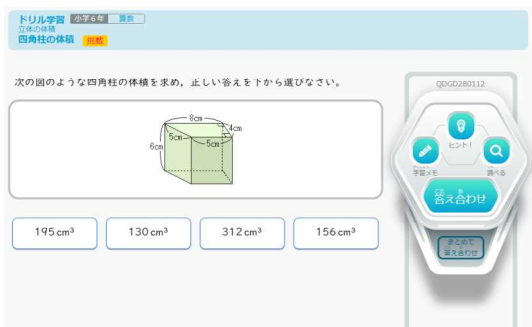 ドリル学習 小学6年 算数
立体の体積
四角柱の体積 挑戦
次の図のような四角柱の体積を求め，正しい答えを下から選びなさい。
8cm
4cm
5cm
5cm
6cm
195cm³ 130cm³ 312cm³ 156cm³
QDGD280112
ヒント！
学習メモ
調べる
答え合わせ
まとめて
答え合わせ